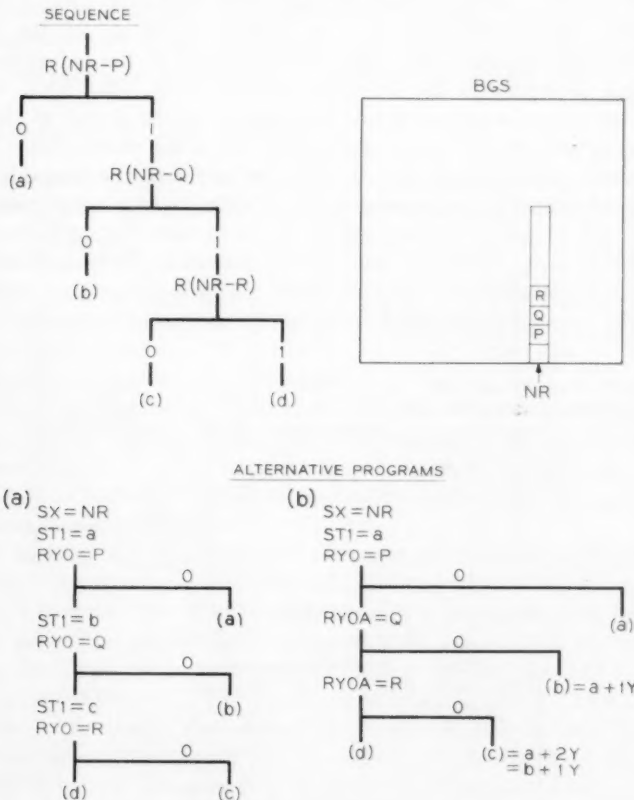 SEQUENCE
R(NR-P)
0 1
(a)
R(NR-Q)
0 1
(b)
R(NR-R)
0 1
(c) (d)
BGS
R
Q
P
NR
ALTERNATIVE PROGRAMS
(a)
SX=NR
ST1=a
RY0=P
0
(a)
ST1=b
RY0=Q
0
(b)
ST1=c
RY0=R
0
(d) (c)
(b)
SX=NR
ST1=a
RY0=P
0
(a)
RY0A=Q
0
(b)=a+1Y
RY0A=R
0
(d) (c)=a+2Y
=b+1Y